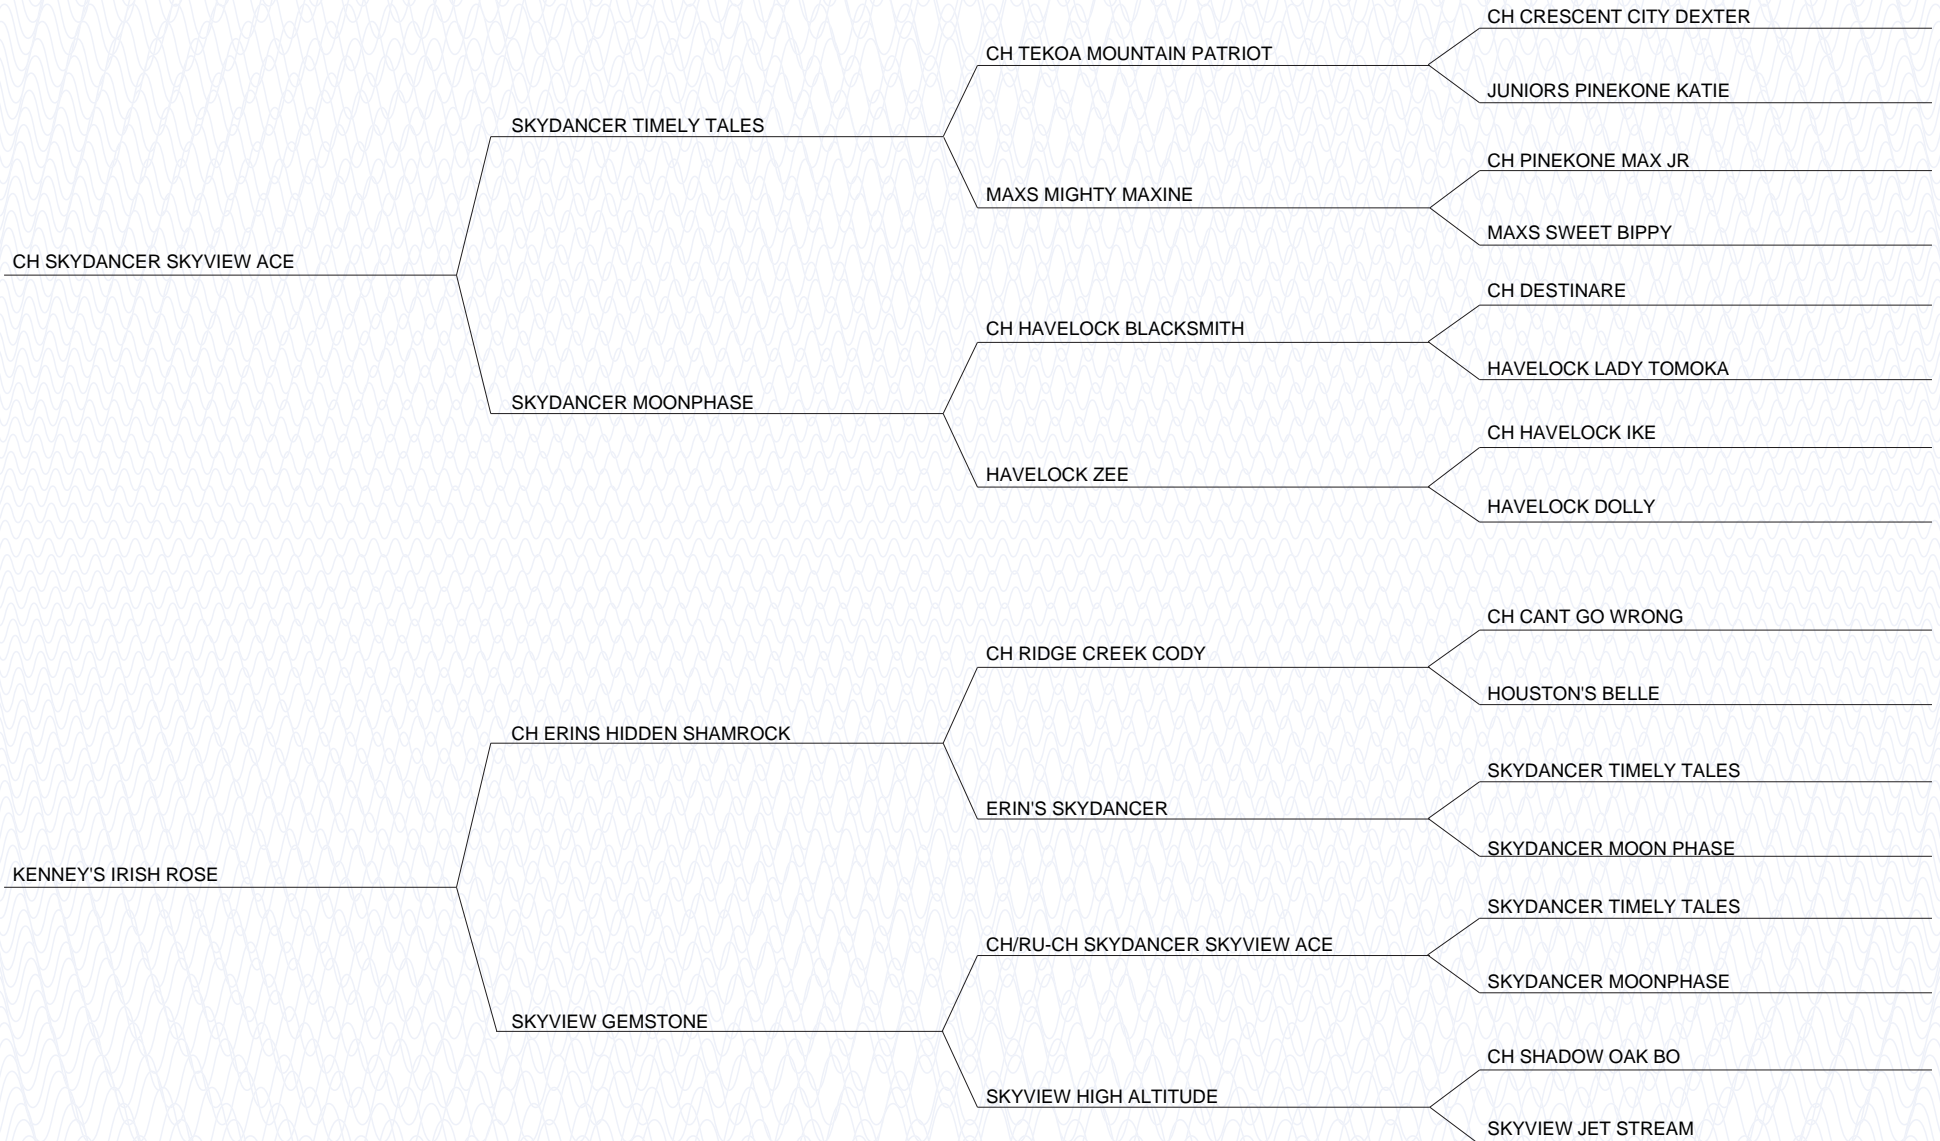 CH CRESCENT CITY DEXTER
CH TEKOA MOUNTAIN PATRIOT
JUNIORS PINEKONE KATIE
SKYDANCER TIMELY TALES
CH PINEKONE MAX JR
MAXS MIGHTY MAXINE
MAXS SWEET BIPPY
CH SKYDANCER SKYVIEW ACE
CH DESTINARE
CH HAVELOCK BLACKSMITH
HAVELOCK LADY TOMOKA
SKYDANCER MOONPHASE
CH HAVELOCK IKE
HAVELOCK ZEE
HAVELOCK DOLLY
CH CANT GO WRONG
CH RIDGE CREEK CODY
HOUSTON'S BELLE
CH ERINS HIDDEN SHAMROCK
SKYDANCER TIMELY TALES
ERIN'S SKYDANCER
SKYDANCER MOON PHASE
KENNEY'S IRISH ROSE
SKYDANCER TIMELY TALES
CH/RU-CH SKYDANCER SKYVIEW ACE
SKYDANCER MOONPHASE
SKYVIEW GEMSTONE
CH SHADOW OAK BO
SKYVIEW HIGH ALTITUDE
SKYVIEW JET STREAM